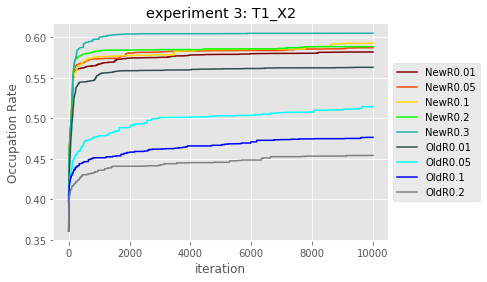 experiment 3: T1_X2
Occupation Rate
0.60
0.55
0.50
0.45
0.40
0.35
0
2000
4000
6000
8000
10000
iteration
NewR0.01
NewR0.05
NewR0.1
NewR0.2
NewR0.3
OldR0.01
OldR0.05
OldR0.1
OldR0.2